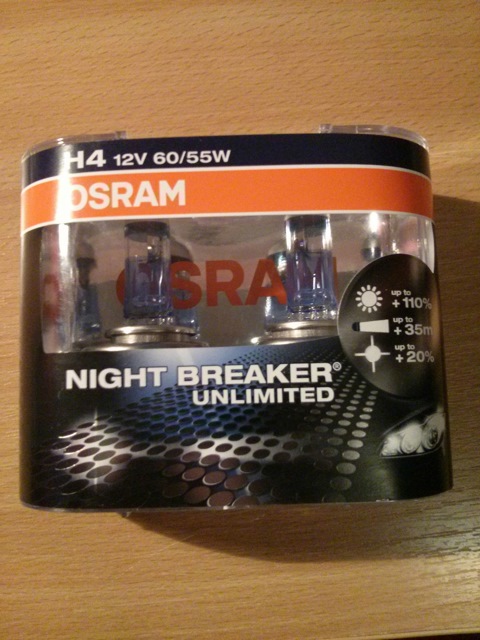 H4 12V 60/55W
OSRAM
OSRAM
up to
+110%
up to
+35m
up to
+20%
NIGHT BREAKER®
UNLIMITED